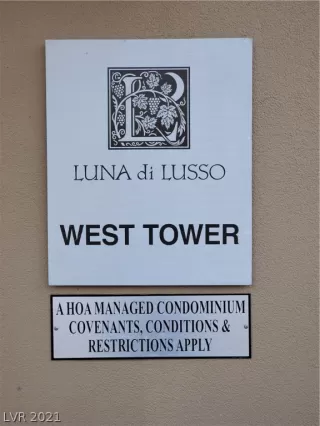 L
LUNA di LUSSO
WEST TOWER
A HOA MANAGED CONDOMINIUM
COVENANTS, CONDITIONS &
RESTRICTIONS APPLY
LVR 2021